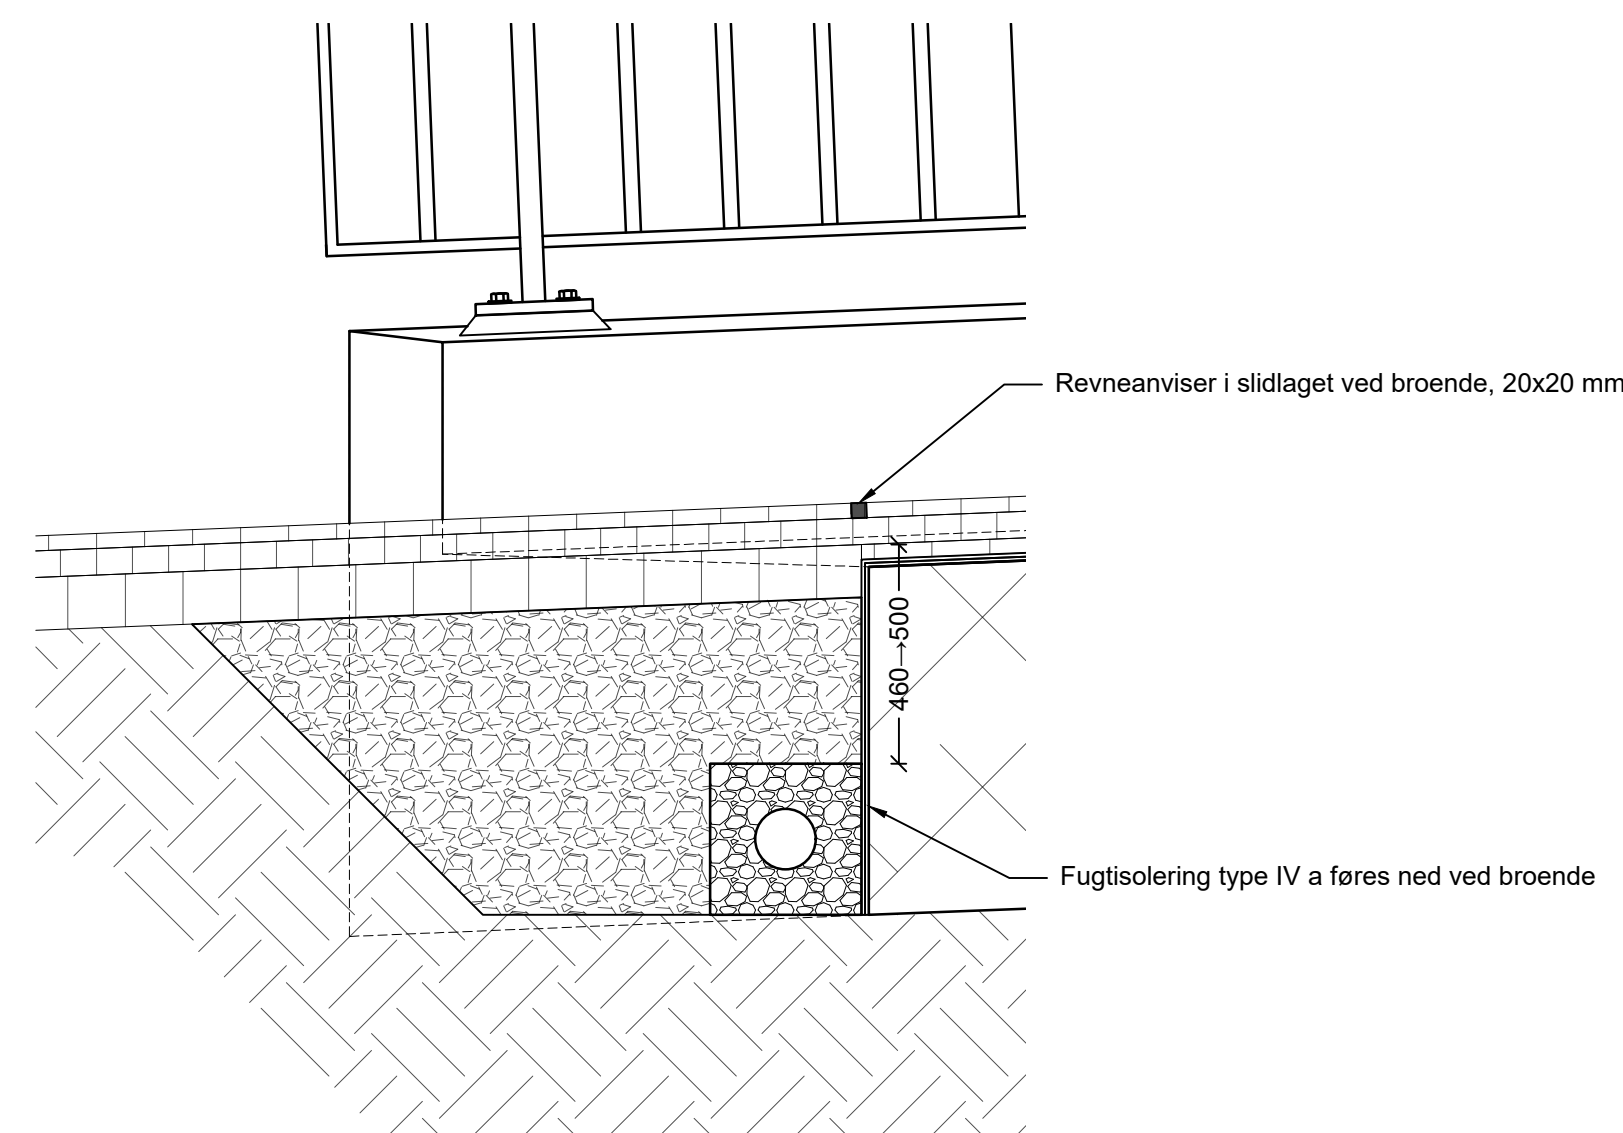 Revneanviser i slidlaget ved broende, 20x20 mm
460→500
Fugtisolering type IV a føres ned ved broende